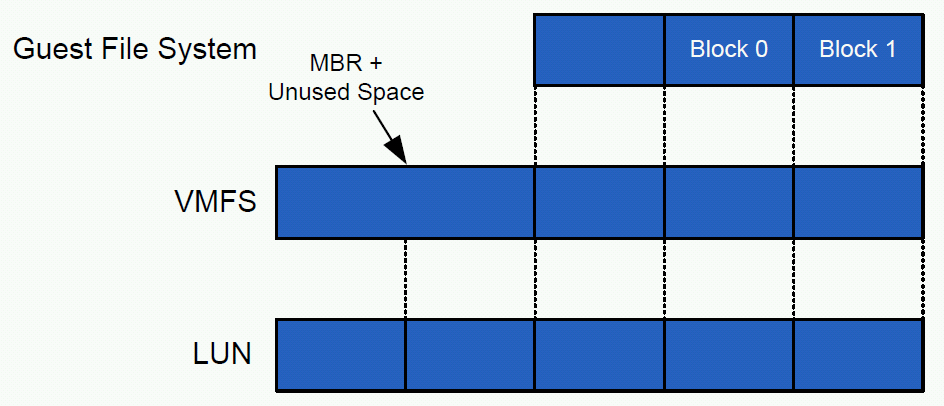 Guest File System
MBR +
Unused Space
Block 0
Block 1
VMFS
LUN